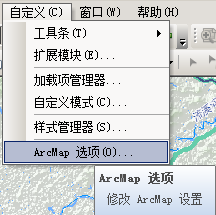 自定义(C) 窗口(W) 帮助(H)
工具条(T)
扩展模块(E)...
加载项管理器...
自定义模式(C)...
样式管理器(S)...
ArcMap 选项(O)...
ArcMap 选项
修改 ArcMap 设置